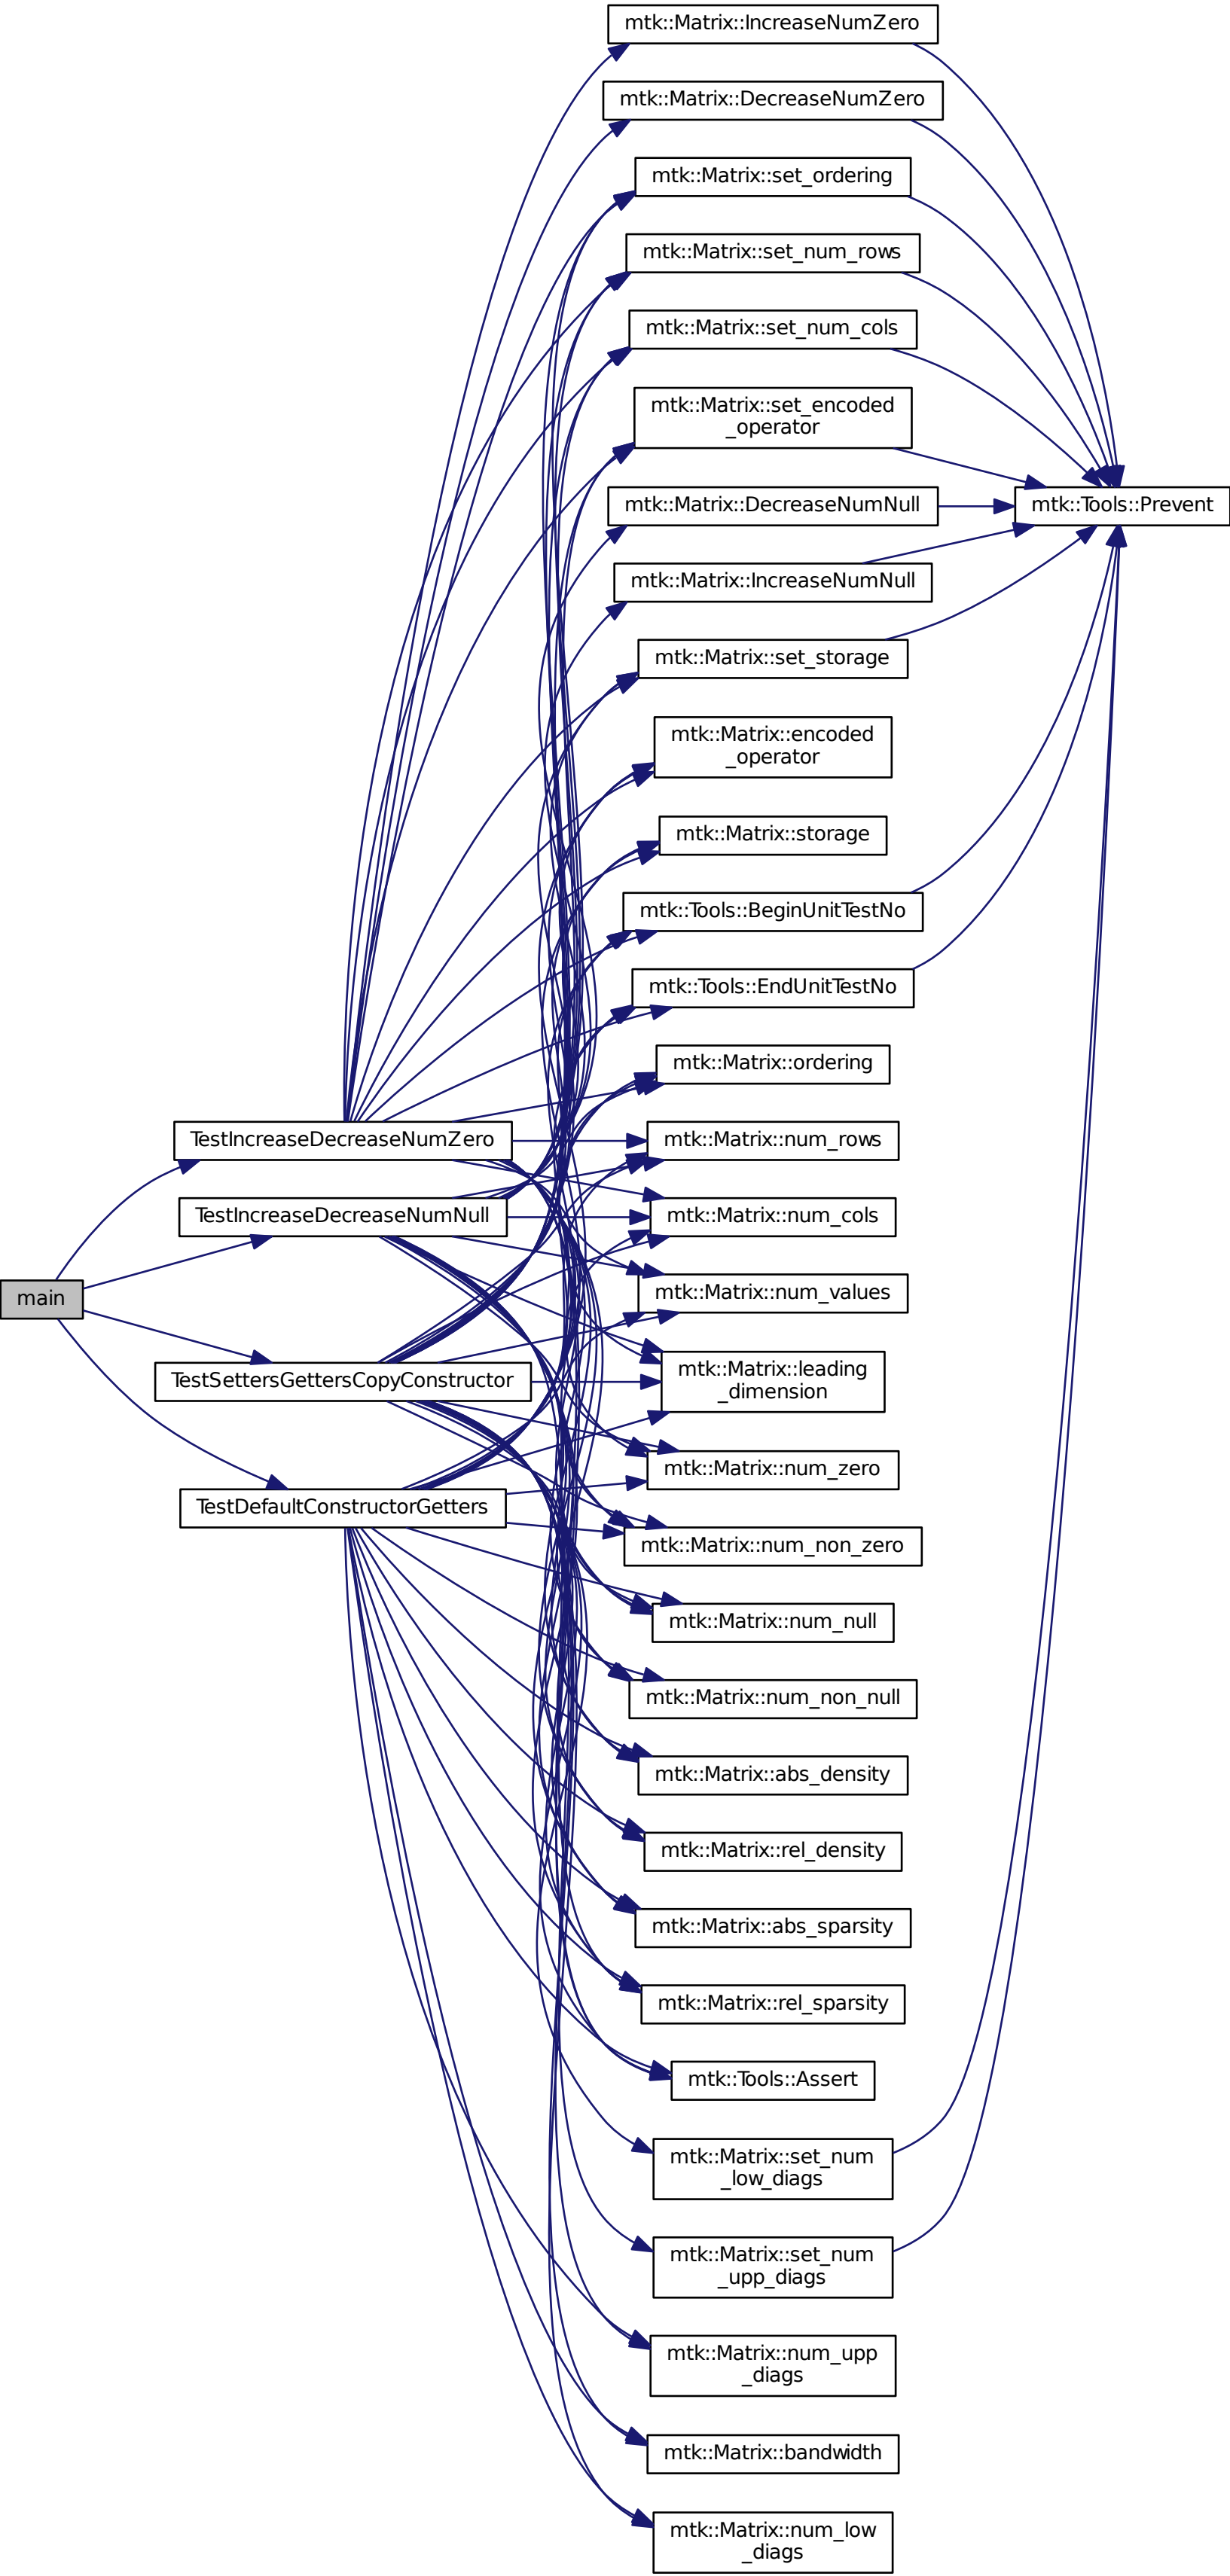 mtk::Matrix::IncreaseNumZero
mtk::Matrix::DecreaseNumZero
mtk::Matrix::set_ordering
mtk::Matrix::set_num_rows
mtk::Matrix::set_num_cols
mtk::Matrix::set_encoded
_operator
mtk::Matrix::DecreaseNumNull
mtk::Tools::Prevent
mtk::Matrix::IncreaseNumNull
mtk::Matrix::set_storage
mtk::Matrix::encoded
_operator
mtk::Matrix::storage
mtk::Tools::BeginUnitTestNo
mtk::Tools::EndUnitTestNo
mtk::Matrix::ordering
TestIncreaseDecreaseNumZero
mtk::Matrix::num_rows
TestIncreaseDecreaseNumNull
mtk::Matrix::num_cols
main
mtk::Matrix::num_values
TestSettersGettersCopyConstructor
mtk::Matrix::leading
_dimension
mtk::Matrix::num_zero
TestDefaultConstructorGetters
mtk::Matrix::num_non_zero
mtk::Matrix::num_null
mtk::Matrix::num_non_null
mtk::Matrix::abs_density
mtk::Matrix::rel_density
mtk::Matrix::abs_sparsity
mtk::Matrix::rel_sparsity
mtk::Tools::Assert
mtk::Matrix::set_num
_low_diags
mtk::Matrix::set_num
_upp_diags
mtk::Matrix::num_upp
_diags
mtk::Matrix::bandwidth
mtk::Matrix::num_low
_diags